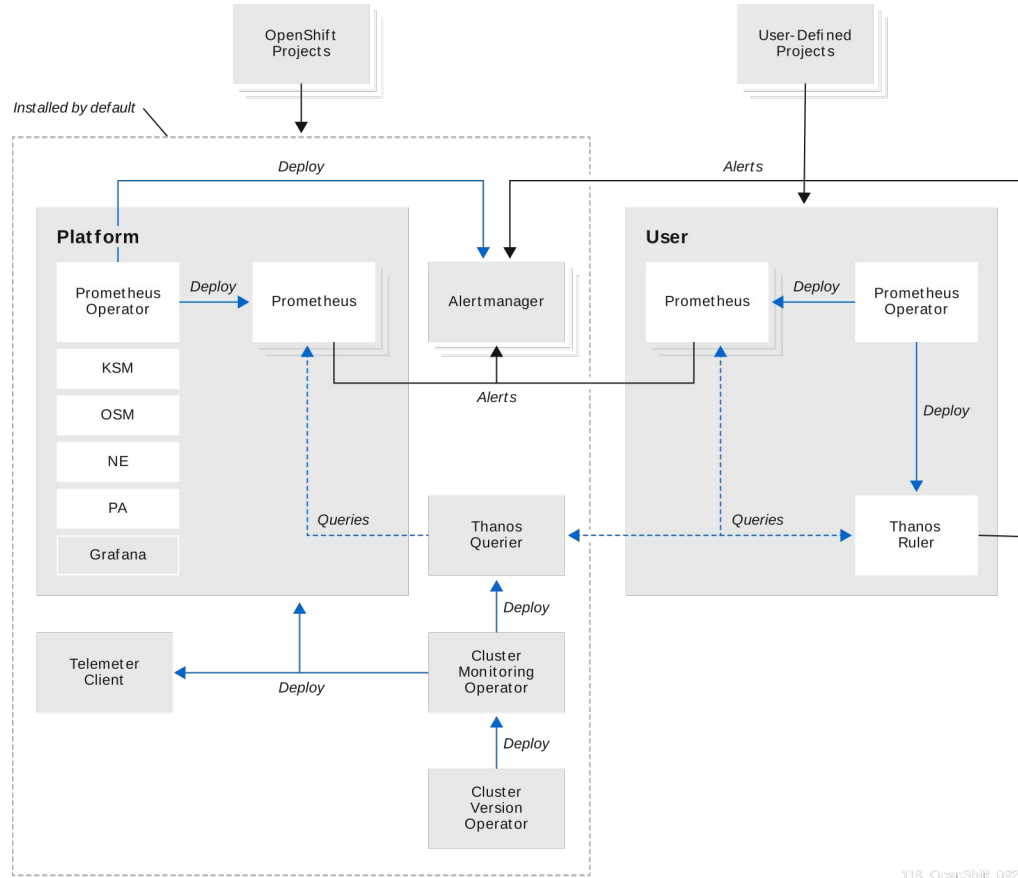 OpenShift
Projects
User-Defined
Projects
Installed by default
Deploy
Alerts
Platform
User
Prometheus
Operator
Deploy
Prometheus
Alertmanager
Prometheus
Deploy
Prometheus
Operator
KSM
Alerts
OSM
Deploy
NE
PA
Queries
Thanos
Querier
Queries
Thanos
Ruler
Grafana
Deploy
Telemeter
Client
Deploy
Cluster
Monitoring
Operator
Deploy
Cluster
Version
Operator